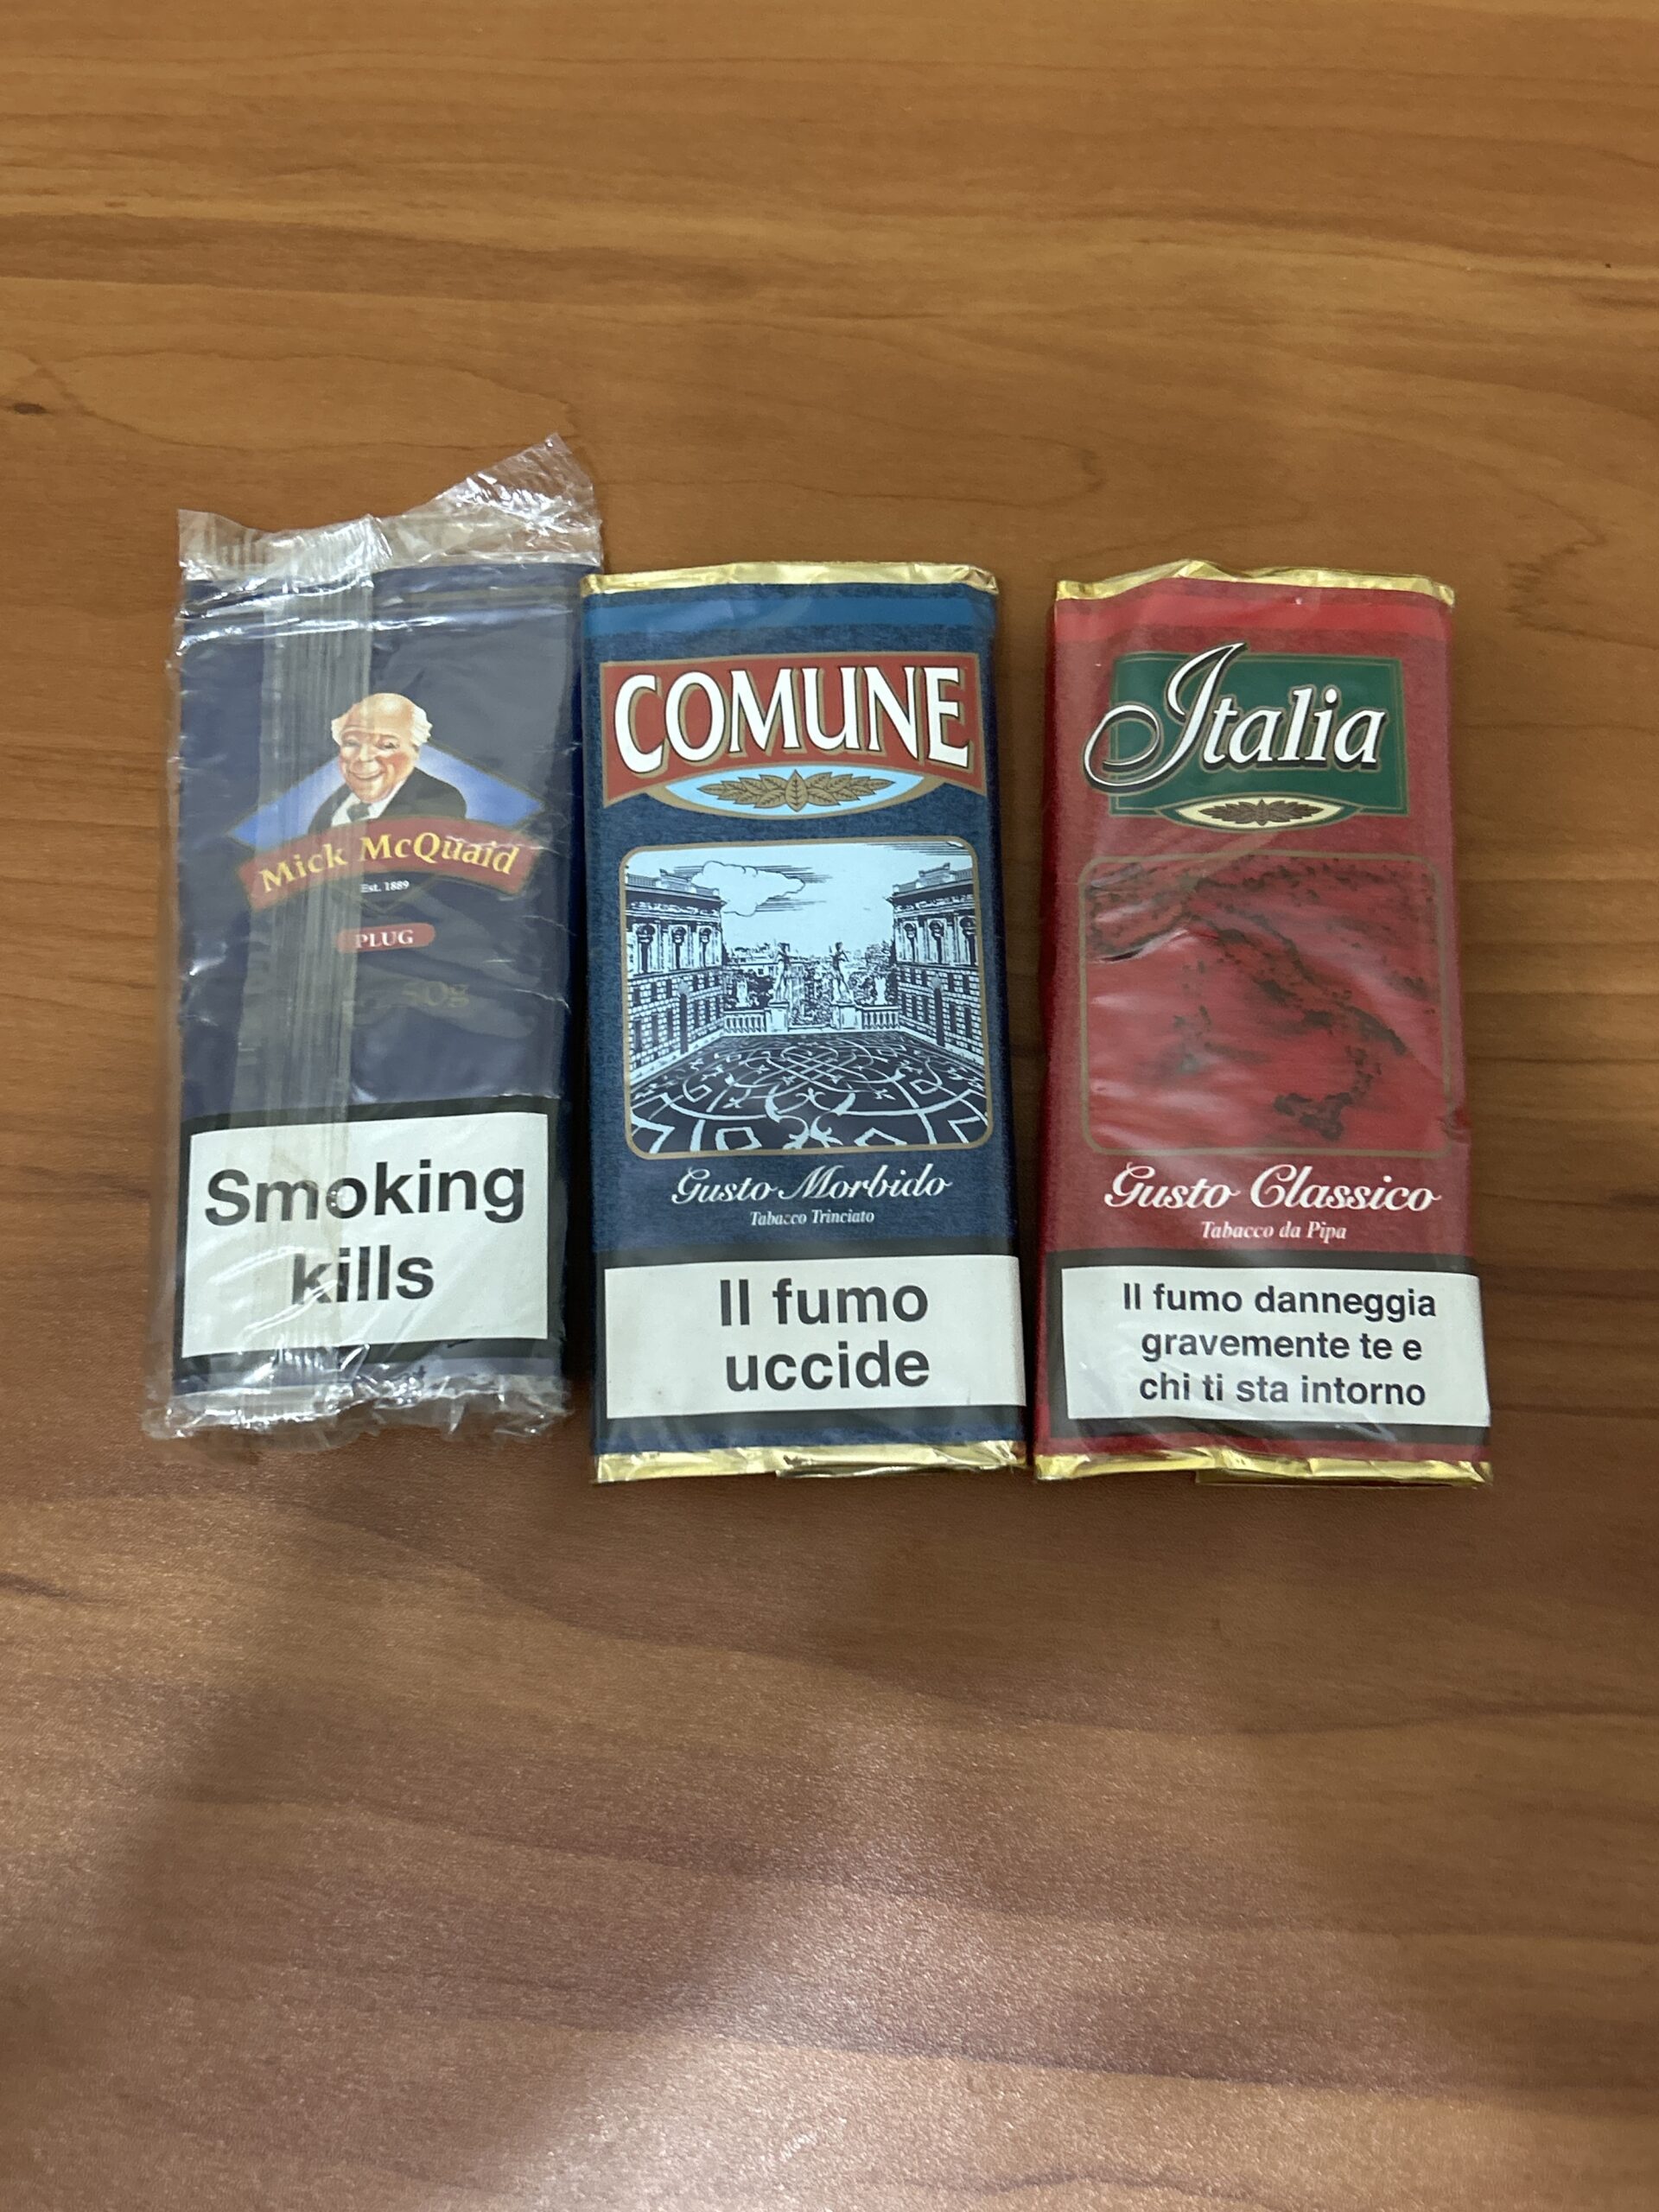 Mick McQuaid
Est. 1889
PLUG
50g
Smoking
kills
COMUNE
Gusto Morbido
Tabacco Trinciato
Il fumo
uccide
Italia
Gusto Classico
Tabacco da Pipa
Il fumo danneggia
gravemente te e
chi ti sta intorno